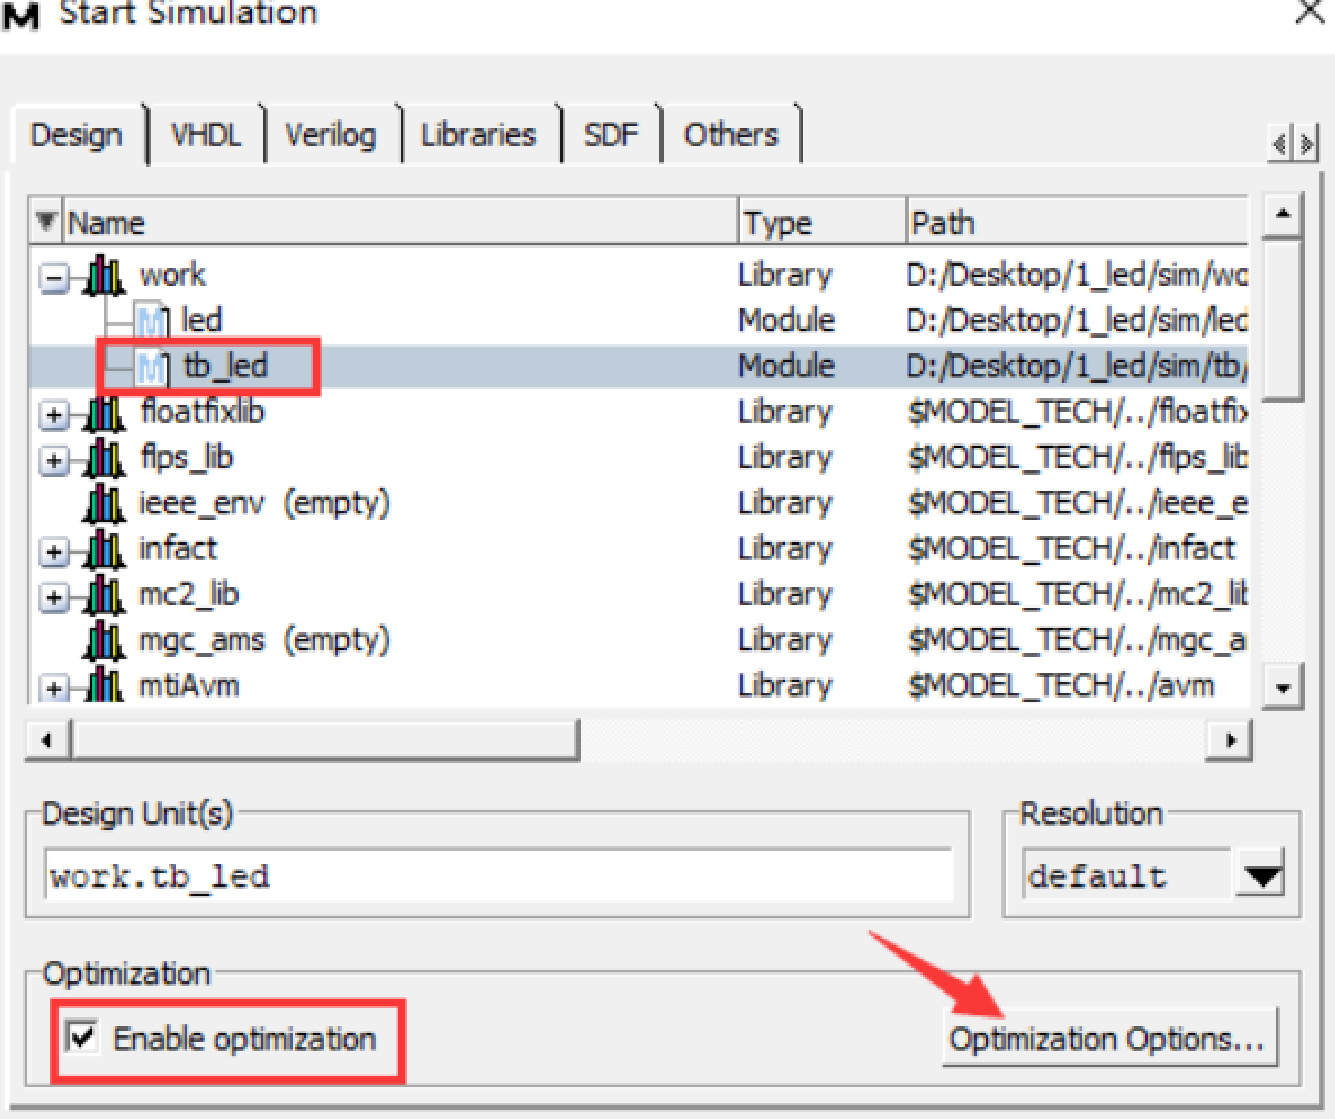 Start Simulation
Design VHDL Verilog Libraries SDF Others
Name Type Path
work Library D:/Desktop/1_led/sim/wo
led Module D:/Desktop/1_led/sim/led
tb_led Module D:/Desktop/1_led/sim/tb/
floatfixlib Library $MODEL_TECH/../floatfix
flps_lib Library $MODEL_TECH/../flps_lib
ieee_env (empty) Library $MODEL_TECH/../ieee_e
infact Library $MODEL_TECH/../infact
mc2_lib Library $MODEL_TECH/../mc2_lib
mgc_ams (empty) Library $MODEL_TECH/../mgc_a
mtiAvm Library $MODEL_TECH/../avm
Design Unit(s) Resolution
work.tb_led default
Optimization
Enable optimization Optimization Options...